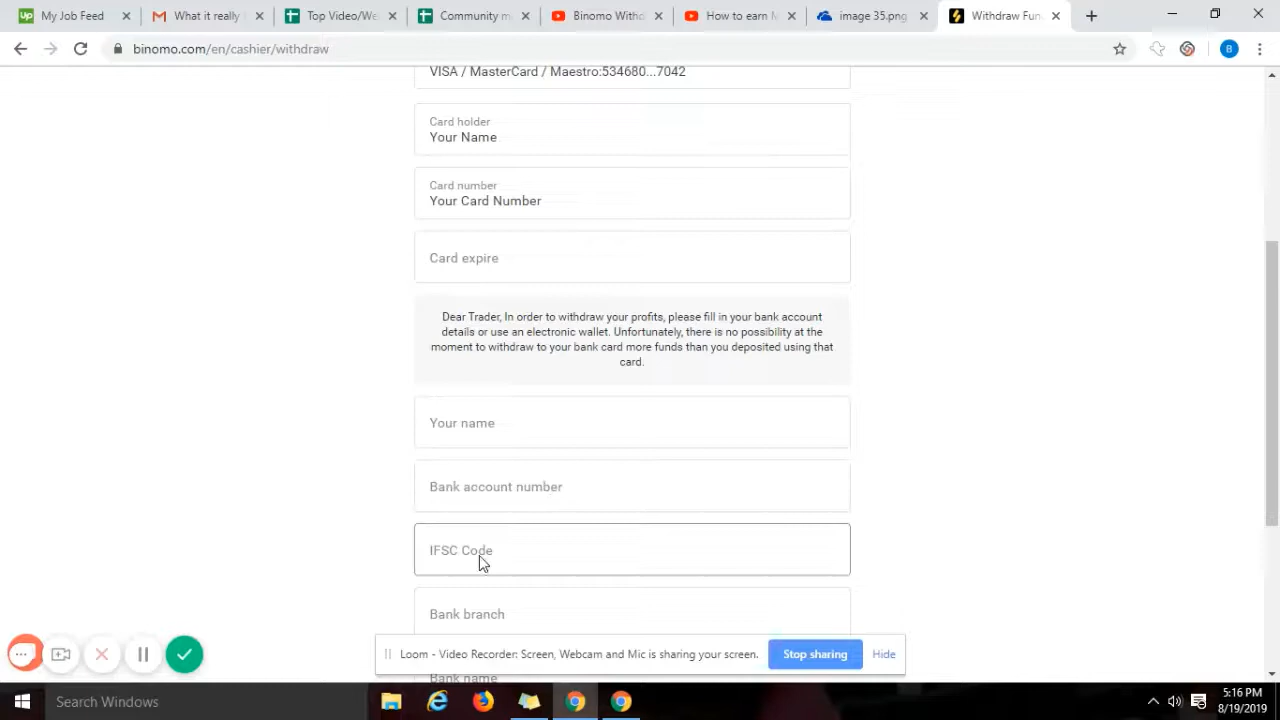 My Job Feed
What it really
Top Video/We
Community m
Binomo Withd
How to earn M
image 35.png
Withdraw Fun
binomo.com/en/cashier/withdraw
B
VISA / MasterCard / Maestro:534680...7042
Card holder
Your Name
Card number
Your Card Number
Card expire
Dear Trader, In order to withdraw your profits, please fill in your bank account
details or use an electronic wallet. Unfortunately, there is no possibility at the
moment to withdraw to your bank card more funds than you deposited using that
card.
Your name
Bank account number
IFSC Code
Bank branch
Loom - Video Recorder: Screen, Webcam and Mic is sharing your screen.
Stop sharing
Hide
Bank name
Search Windows
5:16 PM
8/19/2019